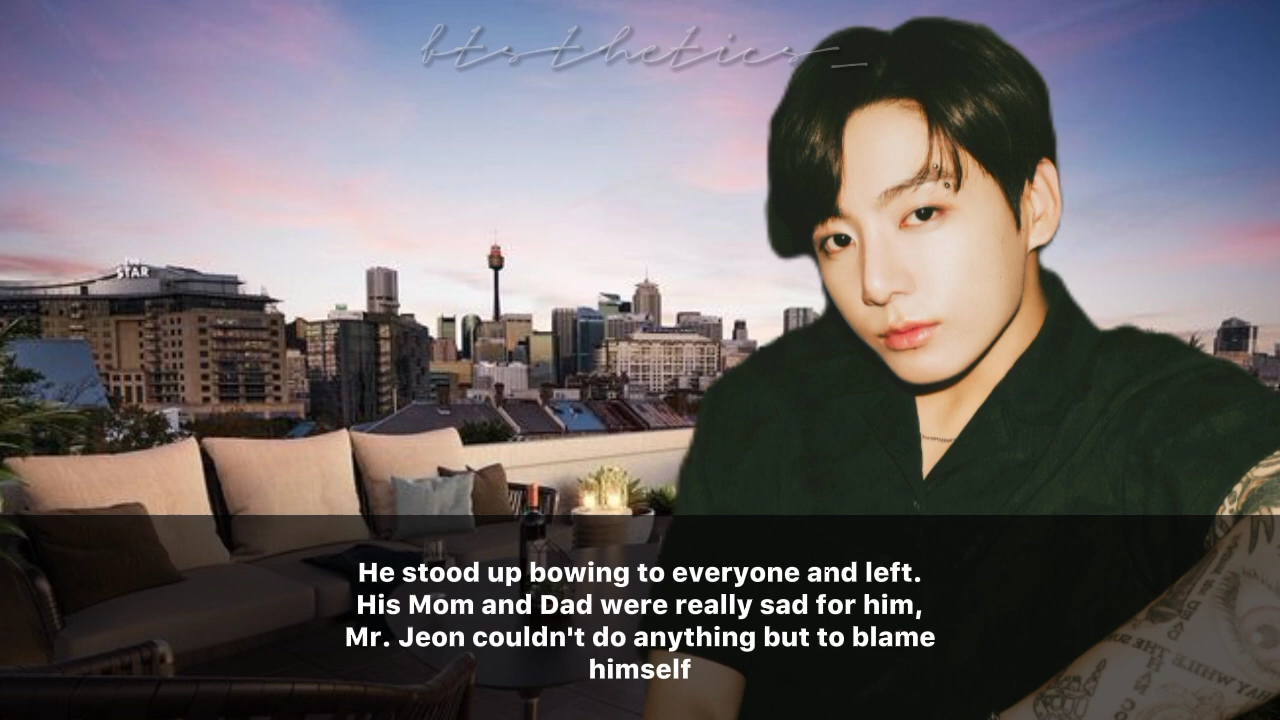 btsthetics_
THE
STAR
He stood up bowing to everyone and left.
His Mom and Dad were really sad for him,
Mr. Jeon couldn't do anything but to blame
himself